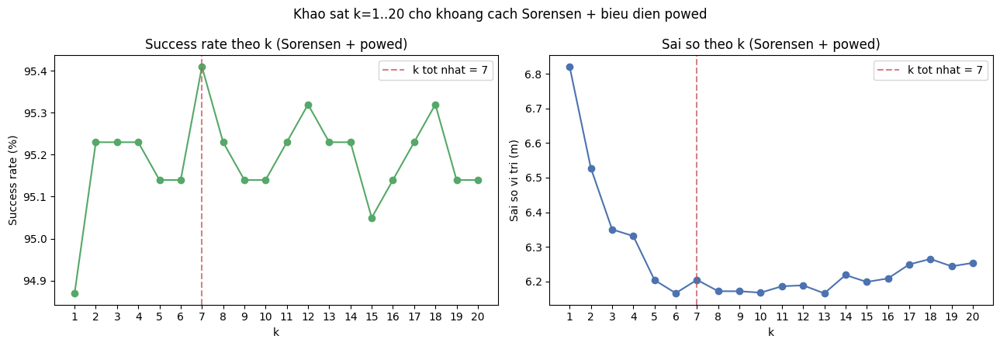 Khao sat k=1..20 cho khoang cach Sorensen + bieu dien powed
Success rate theo k (Sorensen + powed)
k tot nhat = 7
Success rate (%)
95.4
95.3
95.2
95.1
95.0
94.9
1 2 3 4 5 6 7 8 9 10 11 12 13 14 15 16 17 18 19 20
k
Sai so theo k (Sorensen + powed)
k tot nhat = 7
Sai so vi tri (m)
6.8
6.7
6.6
6.5
6.4
6.3
6.2
1 2 3 4 5 6 7 8 9 10 11 12 13 14 15 16 17 18 19 20
k